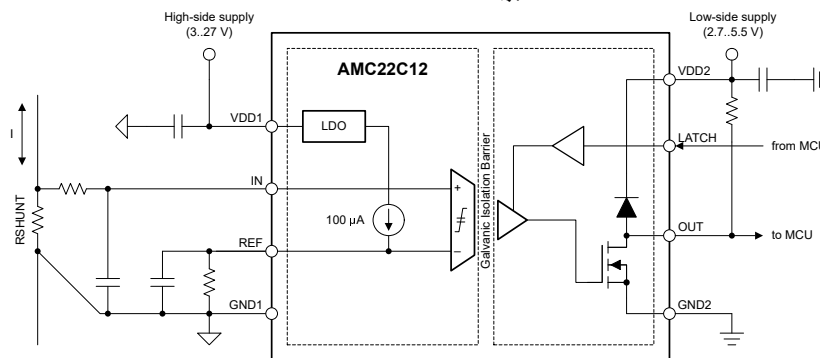 High-side supply
(3..27 V)
Low-side supply
(2.7..5.5 V)
AMC22C12
VDD1
LDO
VDD2
LATCH
from MCU
I
IN
+
100 µA
Galvanic Isolation Barrier
OUT
to MCU
RSHUNT
REF
–
GND1
GND2